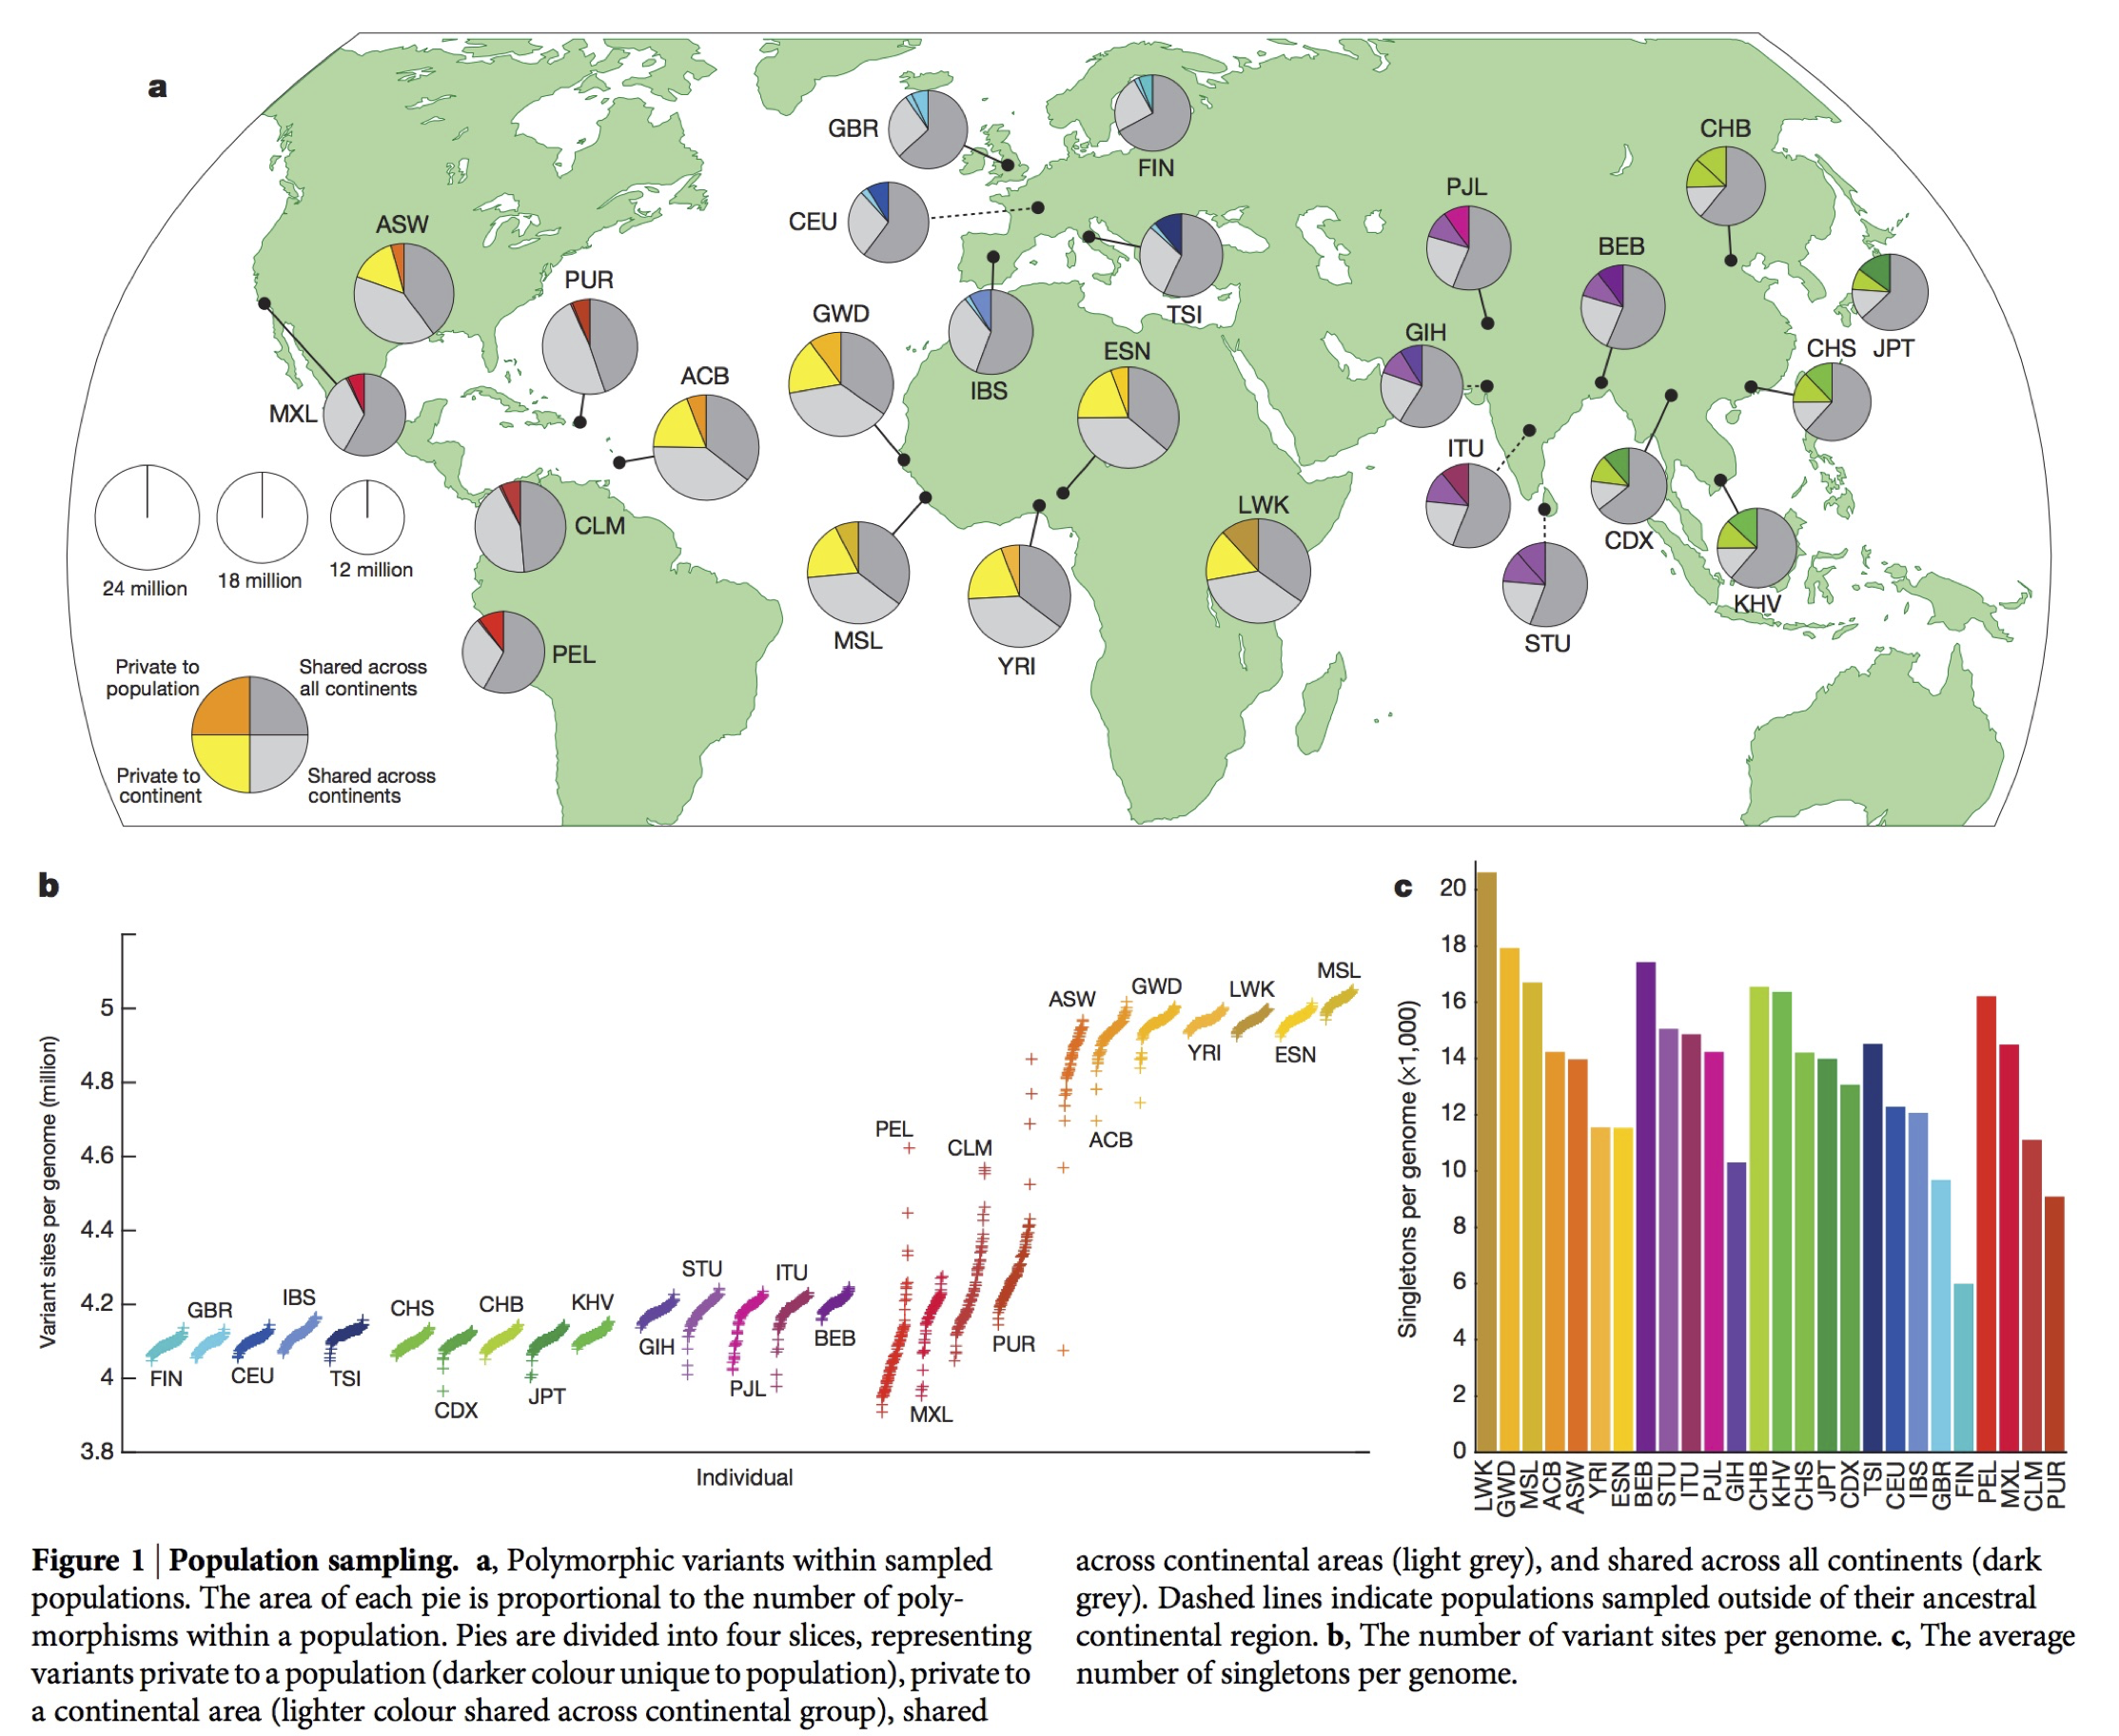 a
GBR
FIN
CHB
CEU
PJL
ASW
BEB
PUR
GWD
TSI
GIH
ESN
CHS
JPT
ACB
IBS
MXL
ITU
LWK
CLM
CDX
24 million
18 million
12 million
KHV
MSL
YRI
STU
PEL
Private to
population
Shared across
all continents
Private to
continent
Shared across
continents
b
Variant sites per genome (million)
5
4.8
4.6
4.4
4.2
4
3.8
FIN
GBR
CEU
IBS
TSI
CHS
CDX
CHB
JPT
KHV
GIH
STU
PJL
ITU
BEB
PEL
MXL
CLM
PUR
ASW
ACB
GWD
YRI
LWK
ESN
MSL
Individual
c
Singletons per genome (×1,000)
20
18
16
14
12
10
8
6
4
2
0
LWK
GWD
MSL
ACB
ASW
YRI
ESN
BEB
STU
ITU
PJL
GIH
CHB
KHV
CHS
JPT
CDX
TSI
CEU
IBS
GBR
FIN
PEL
MXL
CLM
PUR
Figure 1 | Population sampling. a, Polymorphic variants within sampled
populations. The area of each pie is proportional to the number of poly-
morphisms within a population. Pies are divided into four slices, representing
variants private to a population (darker colour unique to population), private to
a continental area (lighter colour shared across continental group), shared
across continental areas (light grey), and shared across all continents (dark
grey). Dashed lines indicate populations sampled outside of their ancestral
continental region. b, The number of variant sites per genome. c, The average
number of singletons per genome.